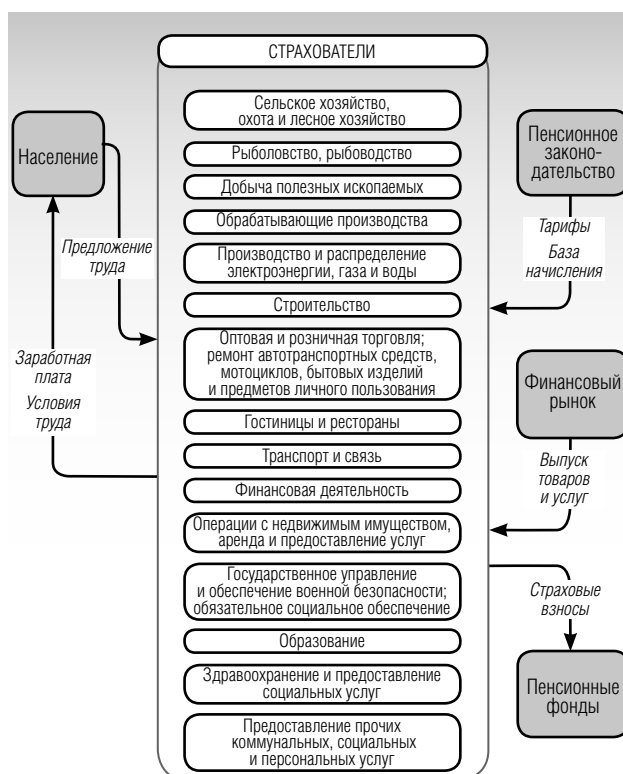 СТРАХОВАТЕЛИ
Население
Предложение
труда
Заработная
плата
Условия
труда
Сельское хозяйство,
охота и лесное хозяйство
Рыболовство, рыбоводство
Добыча полезных ископаемых
Обрабатывающие производства
Производство и распределение
электроэнергии, газа и воды
Строительство
Оптовая и розничная торговля;
ремонт автотранспортных средств,
мотоциклов, бытовых изделий
и предметов личного пользования
Гостиницы и рестораны
Транспорт и связь
Финансовая деятельность
Операции с недвижимым имуществом,
аренда и предоставление услуг
Государственное управление
и обеспечение военной безопасности;
обязательное социальное обеспечение
Образование
Здравоохранение и предоставление
социальных услуг
Предоставление прочих
коммунальных, социальных
и персональных услуг
Пенсионное
законо-
дательство
Тарифы
База
начисления
Финансовый
рынок
Выпуск
товаров
и услуг
Страховые
взносы
Пенсионные
фонды